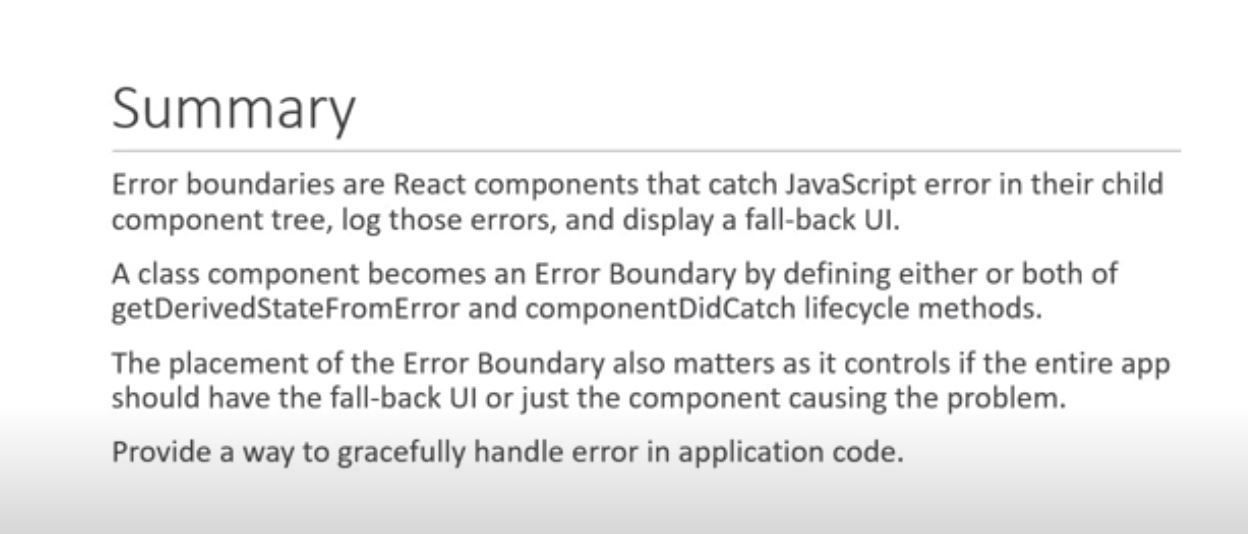 Summary
Error boundaries are React components that catch JavaScript error in their child
component tree, log those errors, and display a fall-back UI.
A class component becomes an Error Boundary by defining either or both of
getDerivedStateFromError and componentDidCatch lifecycle methods.
The placement of the Error Boundary also matters as it controls if the entire app
should have the fall-back UI or just the component causing the problem.
Provide a way to gracefully handle error in application code.